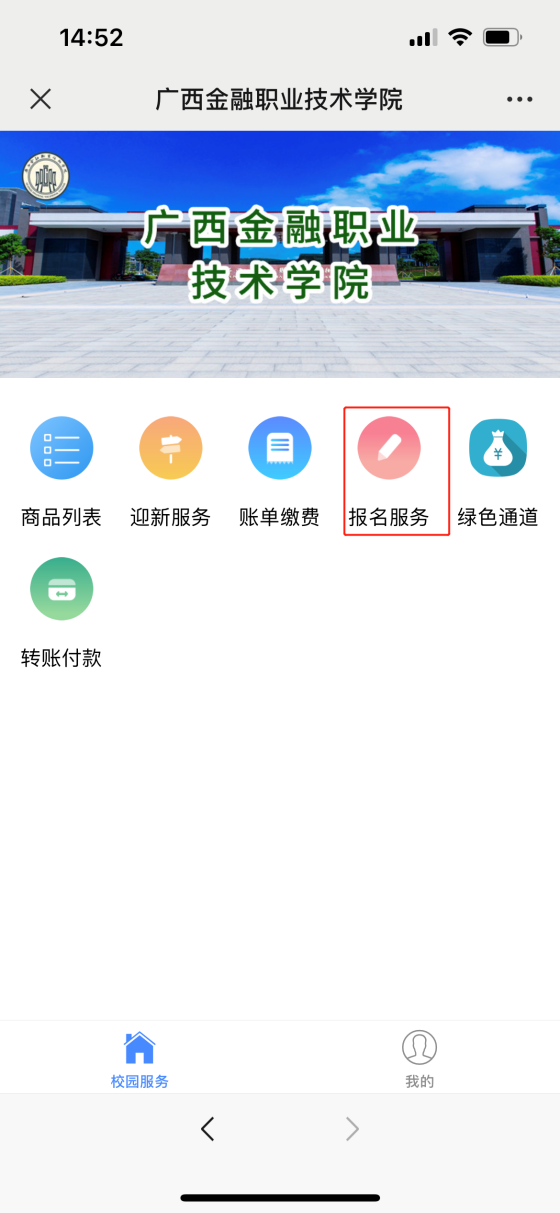 14:52
广西金融职业技术学院
广西金融职业
技术学院
商品列表 迎新服务 账单缴费 报名服务 绿色通道
转账付款
校园服务 我的